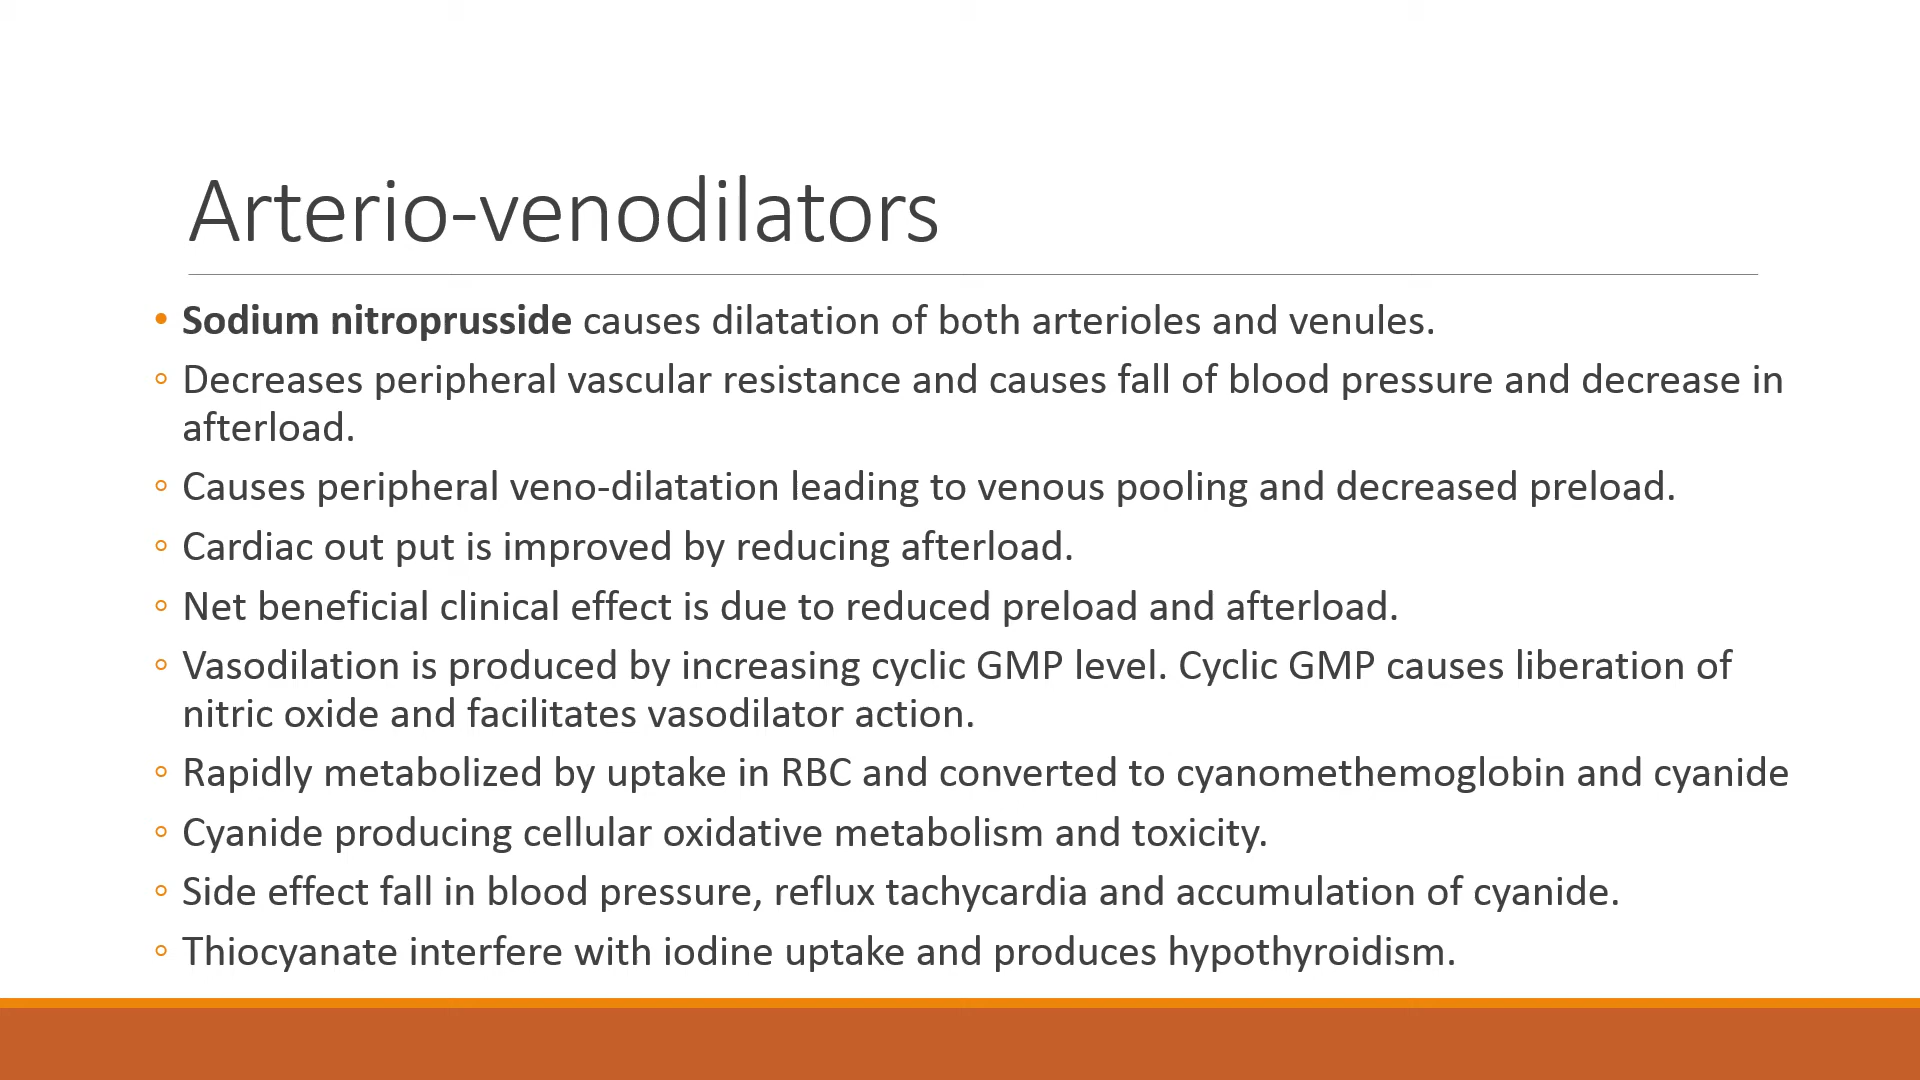 Arterio-venodilators
• Sodium nitroprusside causes dilatation of both arterioles and venules.
◦ Decreases peripheral vascular resistance and causes fall of blood pressure and decrease in
afterload.
◦ Causes peripheral veno-dilatation leading to venous pooling and decreased preload.
◦ Cardiac out put is improved by reducing afterload.
◦ Net beneficial clinical effect is due to reduced preload and afterload.
◦ Vasodilation is produced by increasing cyclic GMP level. Cyclic GMP causes liberation of
nitric oxide and facilitates vasodilator action.
◦ Rapidly metabolized by uptake in RBC and converted to cyanomethemoglobin and cyanide
◦ Cyanide producing cellular oxidative metabolism and toxicity.
◦ Side effect fall in blood pressure, reflux tachycardia and accumulation of cyanide.
◦ Thiocyanate interfere with iodine uptake and produces hypothyroidism.